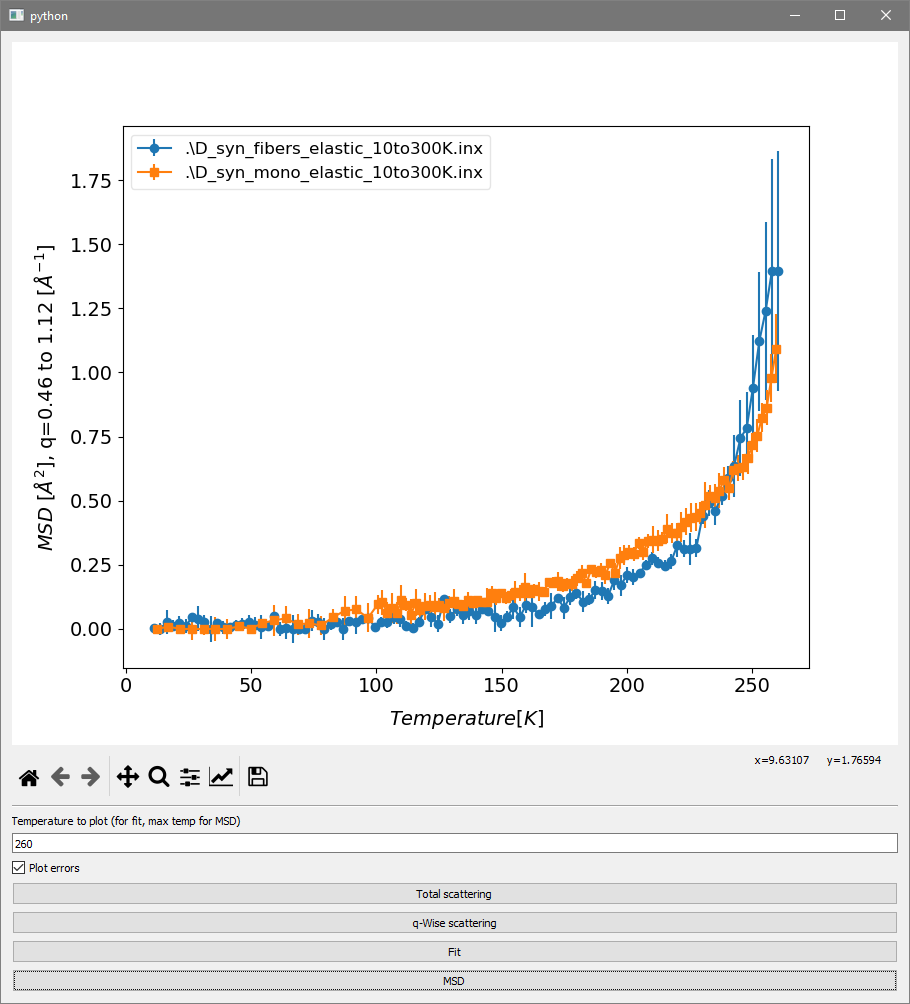 python
.\D_syn_fibers_elastic_10to300K.inx
.\D_syn_mono_elastic_10to300K.inx
1.75
1.50
1.25
1.00
0.75
0.50
0.25
0.00
MSD [Å²], q=0.46 to 1.12 [Å⁻¹]
0 50 100 150 200 250
Temperature[K]
x=9.63107 y=1.76594
Temperature to plot (for fit, max temp for MSD)
260
Plot errors
Total scattering
q-Wise scattering
Fit
MSD